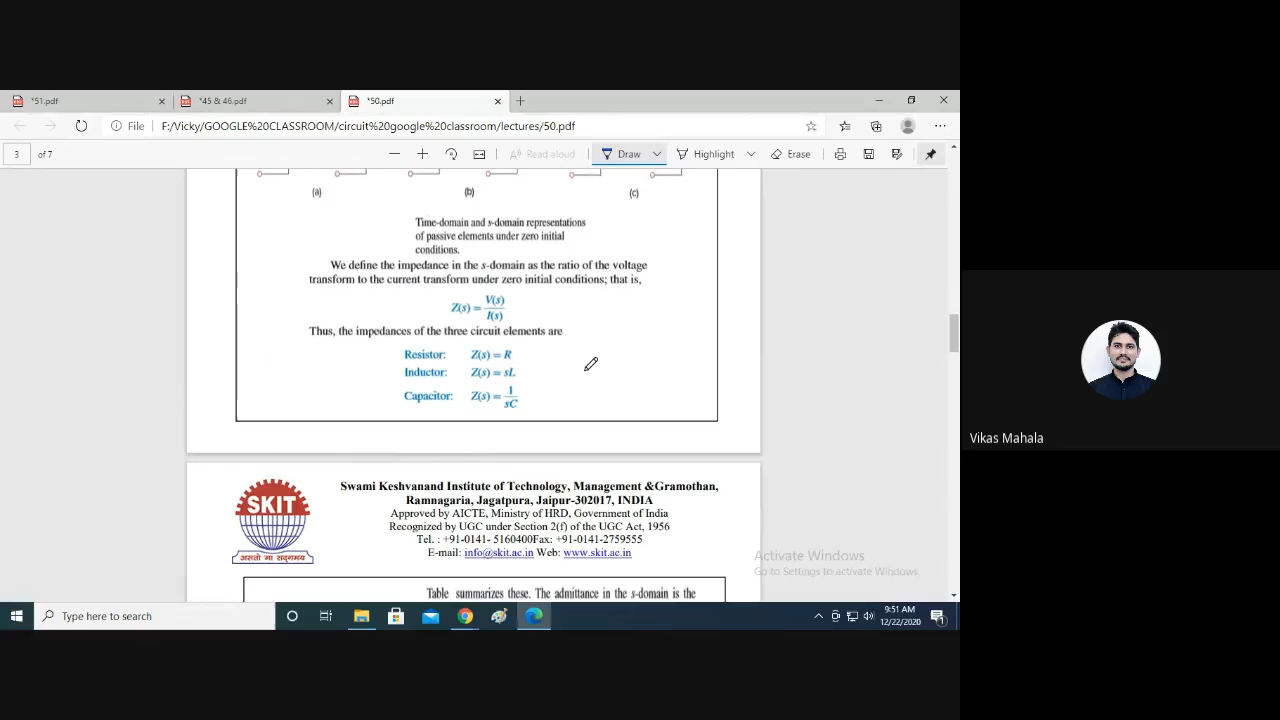 *51.pdf
*45 & 46.pdf
*50.pdf
File
F:/Vicky/GOOGLE%20CLASSROOM/circuit%20google%20classroom/lectures/50.pdf
3 of 7
Read aloud
Draw
Highlight
Erase
(a) (b) (c)
Time-domain and s-domain representations
of passive elements under zero initial
conditions.
We define the impedance in the s-domain as the ratio of the voltage
transform to the current transform under zero initial conditions; that is,
Z(s) = V(s)/I(s)
Thus, the impedances of the three circuit elements are
Resistor: Z(s) = R
Inductor: Z(s) = sL
Capacitor: Z(s) = 1/sC
SKIT
असतो मा सद्गमय
Swami Keshvanand Institute of Technology, Management &Gramothan,
Ramnagaria, Jagatpura, Jaipur-302017, INDIA
Approved by AICTE, Ministry of HRD, Government of India
Recognized by UGC under Section 2(f) of the UGC Act, 1956
Tel. : +91-0141- 5160400Fax: +91-0141-2759555
E-mail: info@skit.ac.in Web: www.skit.ac.in
Table summarizes these. The admittance in the s-domain is the
Activate Windows
Go to Settings to activate Windows.
Type here to search
9:51 AM
12/22/2020
1
Vikas Mahala